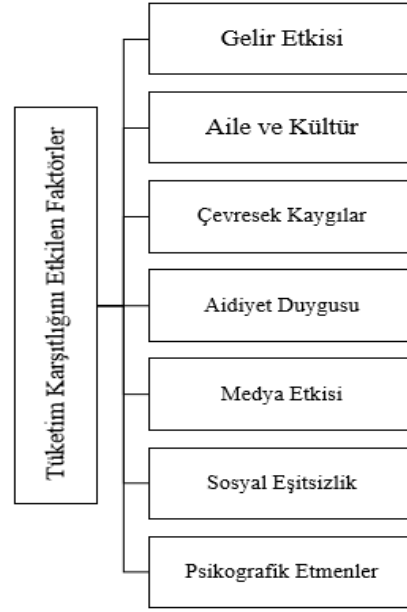 Tüketim Karşıtlığını Etkilen Faktörler
Gelir Etkisi
Aile ve Kültür
Çevresek Kaygılar
Aidiyet Duygusu
Medya Etkisi
Sosyal Eşitsizlik
Psikografik Etmenler